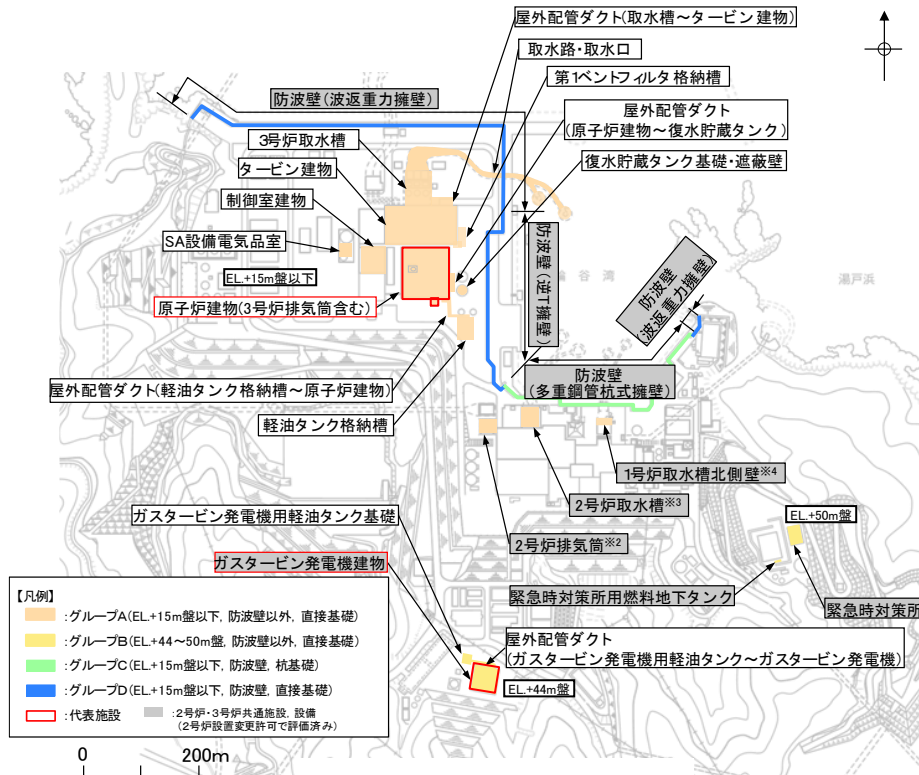 屋外配管ダクト(取水槽～タービン建物)
取水路・取水口
第1ベントフィルタ格納槽
防波壁(波返重力擁壁)
屋外配管ダクト
(原子炉建物～復水貯蔵タンク)
3号炉取水槽
復水貯蔵タンク基礎・遮蔽壁
タービン建物
制御室建物
SA設備電気品室
EL.+15m盤以下
防波壁(逆T擁壁)
輪谷湾
防波壁
(波返重力擁壁)
湯戸浜
原子炉建物(3号炉排気筒含む)
屋外配管ダクト(軽油タンク格納槽～原子炉建物)
防波壁
(多重鋼管杭式擁壁)
軽油タンク格納槽
1号炉取水槽北側壁※4
2号炉取水槽※3
ガスタービン発電機用軽油タンク基礎
EL.+50m盤
2号炉排気筒※2
ガスタービン発電機建物
緊急時対策所用燃料地下タンク
緊急時対策所
屋外配管ダクト
(ガスタービン発電機用軽油タンク～ガスタービン発電機)
EL.+44m盤
【凡例】
:グループA(EL.+15m盤以下, 防波壁以外, 直接基礎)
:グループB(EL.+44～50m盤, 防波壁以外, 直接基礎)
:グループC(EL.+15m盤以下, 防波壁, 杭基礎)
:グループD(EL.+15m盤以下, 防波壁, 直接基礎)
:代表施設
:2号炉・3号炉共通施設, 設備
(2号炉設置変更許可で評価済み)
0 200m